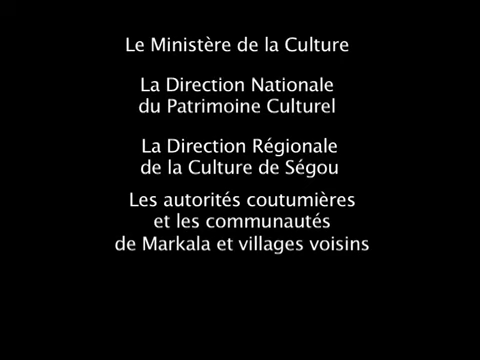 Le Ministère de la Culture
La Direction Nationale
du Patrimoine Culturel
La Direction Régionale
de la Culture de Ségou
Les autorités coutumières
et les communautés
de Markala et villages voisins